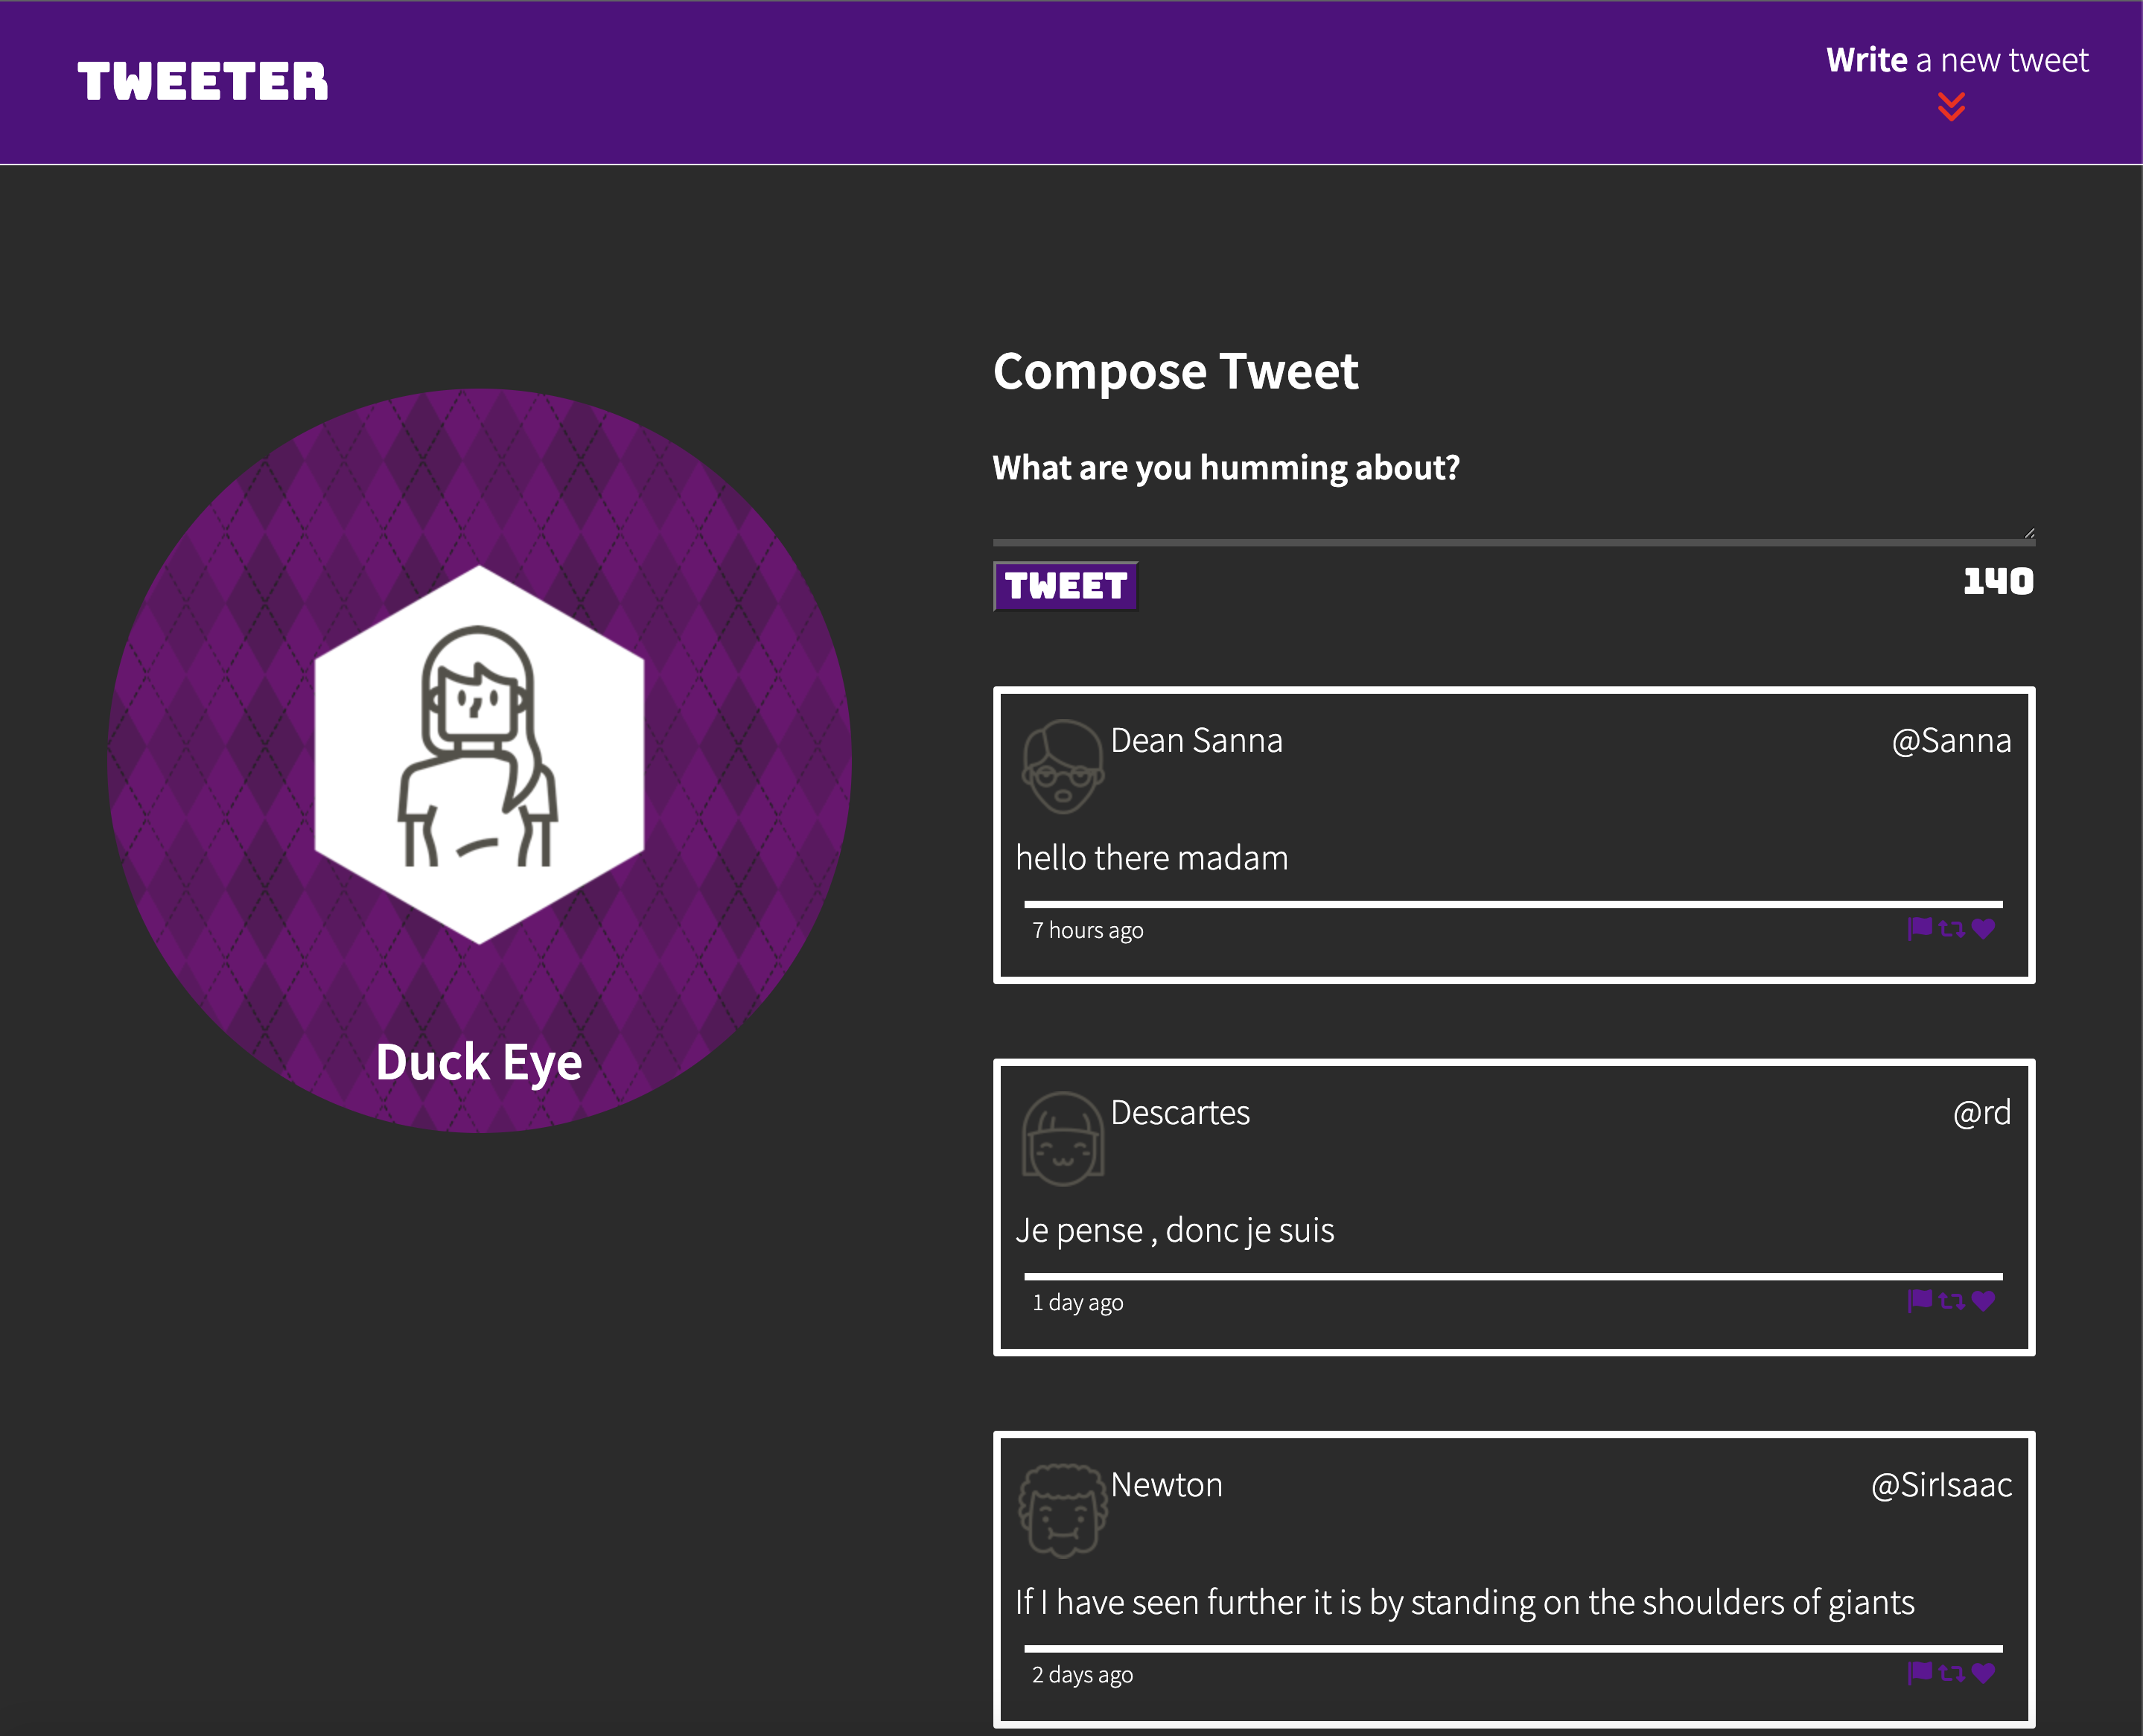 TWEETER
Write a new tweet
Duck Eye
Compose Tweet
What are you humming about?
TWEET
140
Dean Sanna
@Sanna
hello there madam
7 hours ago
Descartes
@rd
Je pense , donc je suis
1 day ago
Newton
@SirIsaac
If I have seen further it is by standing on the shoulders of giants
2 days ago